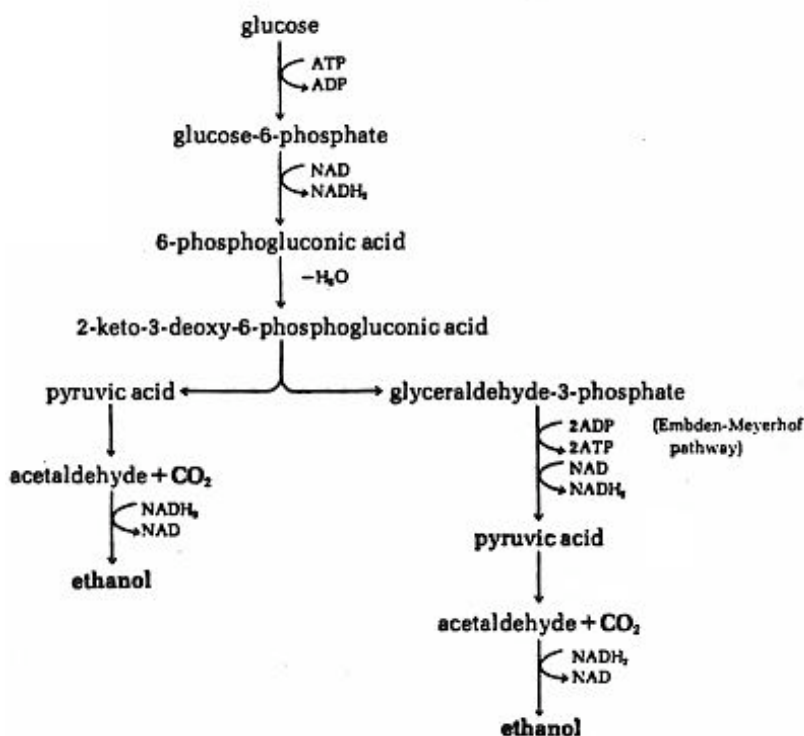 glucose
ATP
ADP
glucose-6-phosphate
NAD
NADH₂
6-phosphogluconic acid
−H₂O
2-keto-3-deoxy-6-phosphogluconic acid
pyruvic acid
glyceraldehyde-3-phosphate
2ADP (Embden-Meyerhof
2ATP pathway)
NAD
NADH₂
acetaldehyde + CO₂
NADH₂
NAD
ethanol
pyruvic acid
acetaldehyde + CO₂
NADH₂
NAD
ethanol